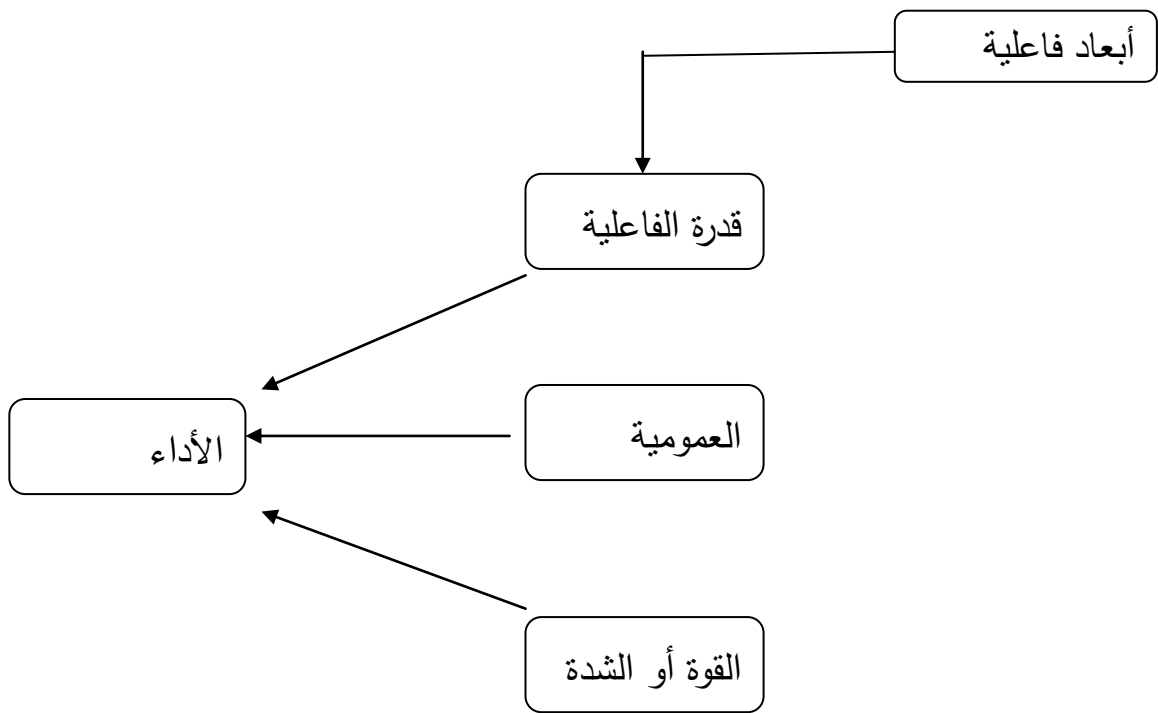 أبعاد فاعلية
قدرة الفاعلية
العمومية
الأداء
القوة أو الشدة